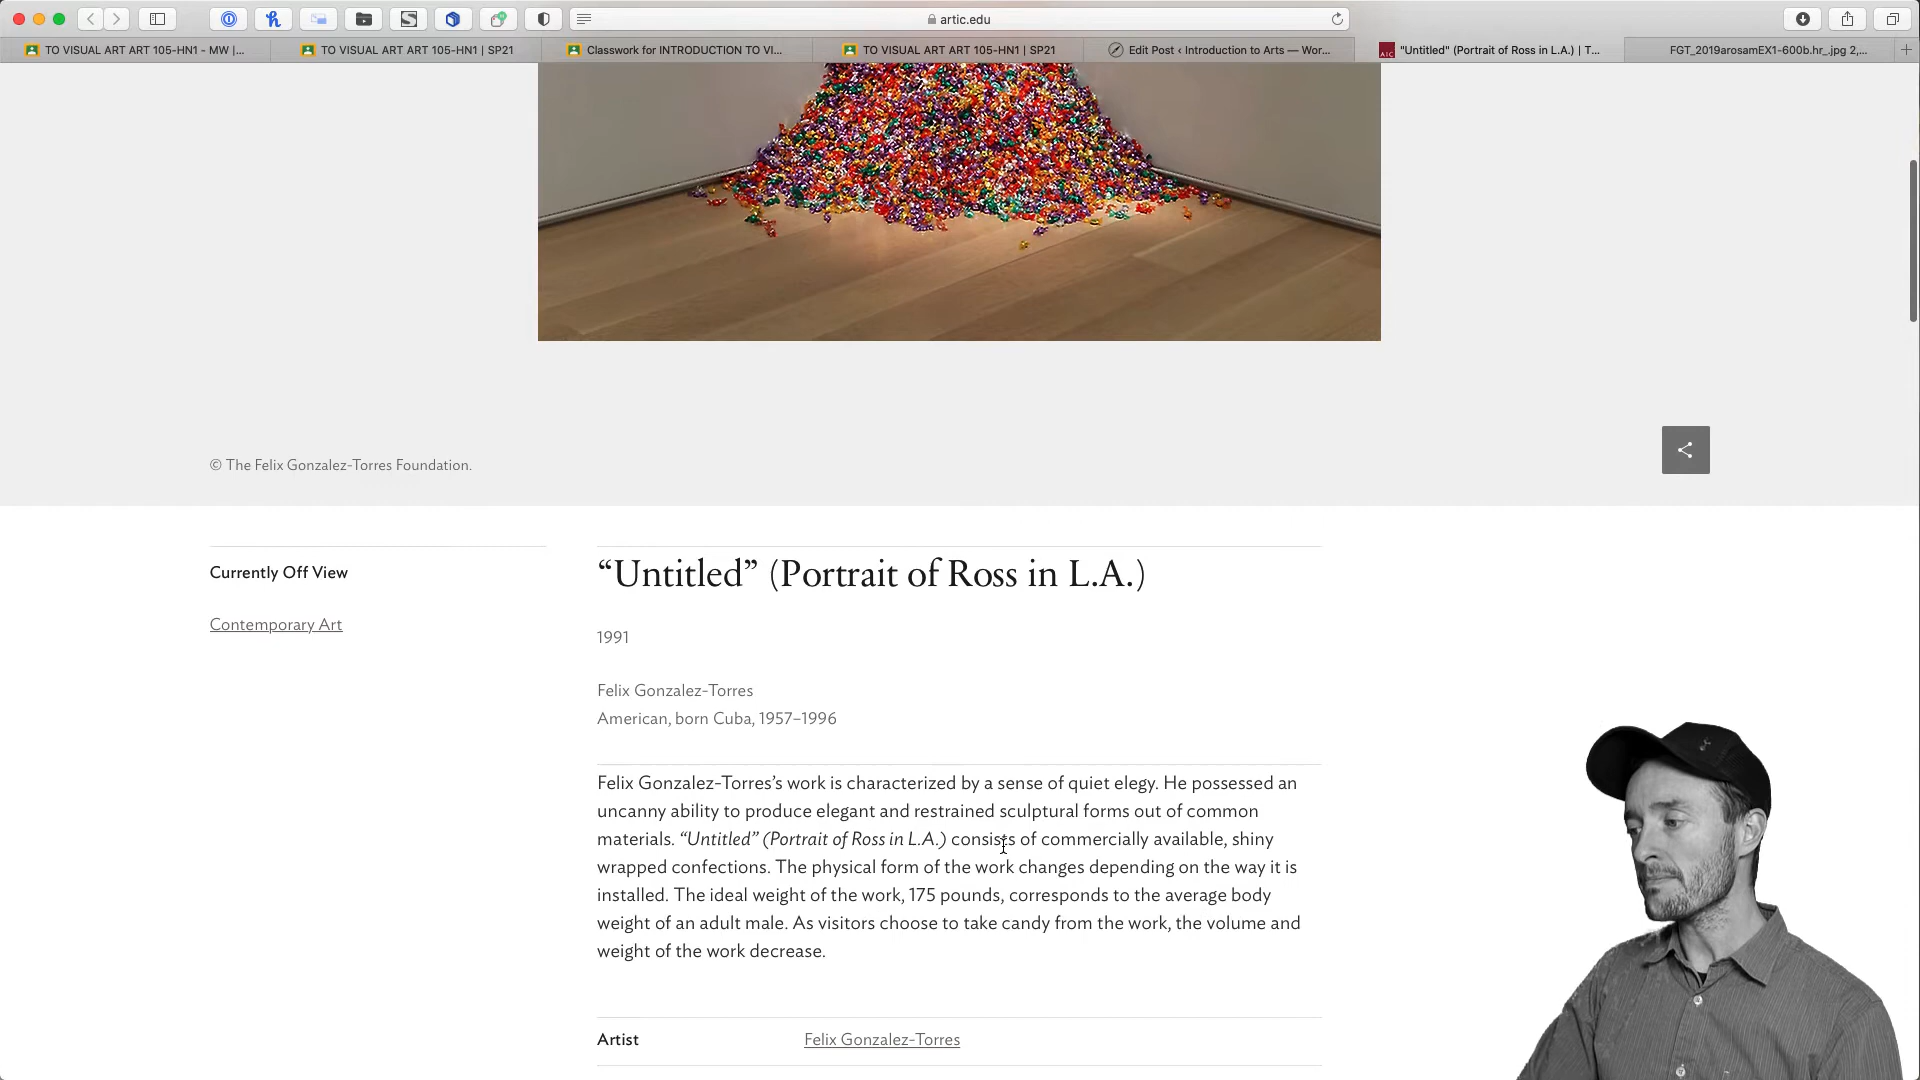 artic.edu
TO VISUAL ART ART 105-HN1 - MW |...
TO VISUAL ART ART 105-HN1 | SP21
Classwork for INTRODUCTION TO VI...
TO VISUAL ART ART 105-HN1 | SP21
Edit Post ‹ Introduction to Arts — Wor...
"Untitled" (Portrait of Ross in L.A.) | T...
FGT_2019arosamEX1-600b.hr_.jpg 2,...
© The Felix Gonzalez-Torres Foundation.
Currently Off View
Contemporary Art
“Untitled” (Portrait of Ross in L.A.)
1991
Felix Gonzalez-Torres
American, born Cuba, 1957–1996
Felix Gonzalez-Torres’s work is characterized by a sense of quiet elegy. He possessed an
uncanny ability to produce elegant and restrained sculptural forms out of common
materials. “Untitled” (Portrait of Ross in L.A.) consists of commercially available, shiny
wrapped confections. The physical form of the work changes depending on the way it is
installed. The ideal weight of the work, 175 pounds, corresponds to the average body
weight of an adult male. As visitors choose to take candy from the work, the volume and
weight of the work decrease.
Artist
Felix Gonzalez-Torres